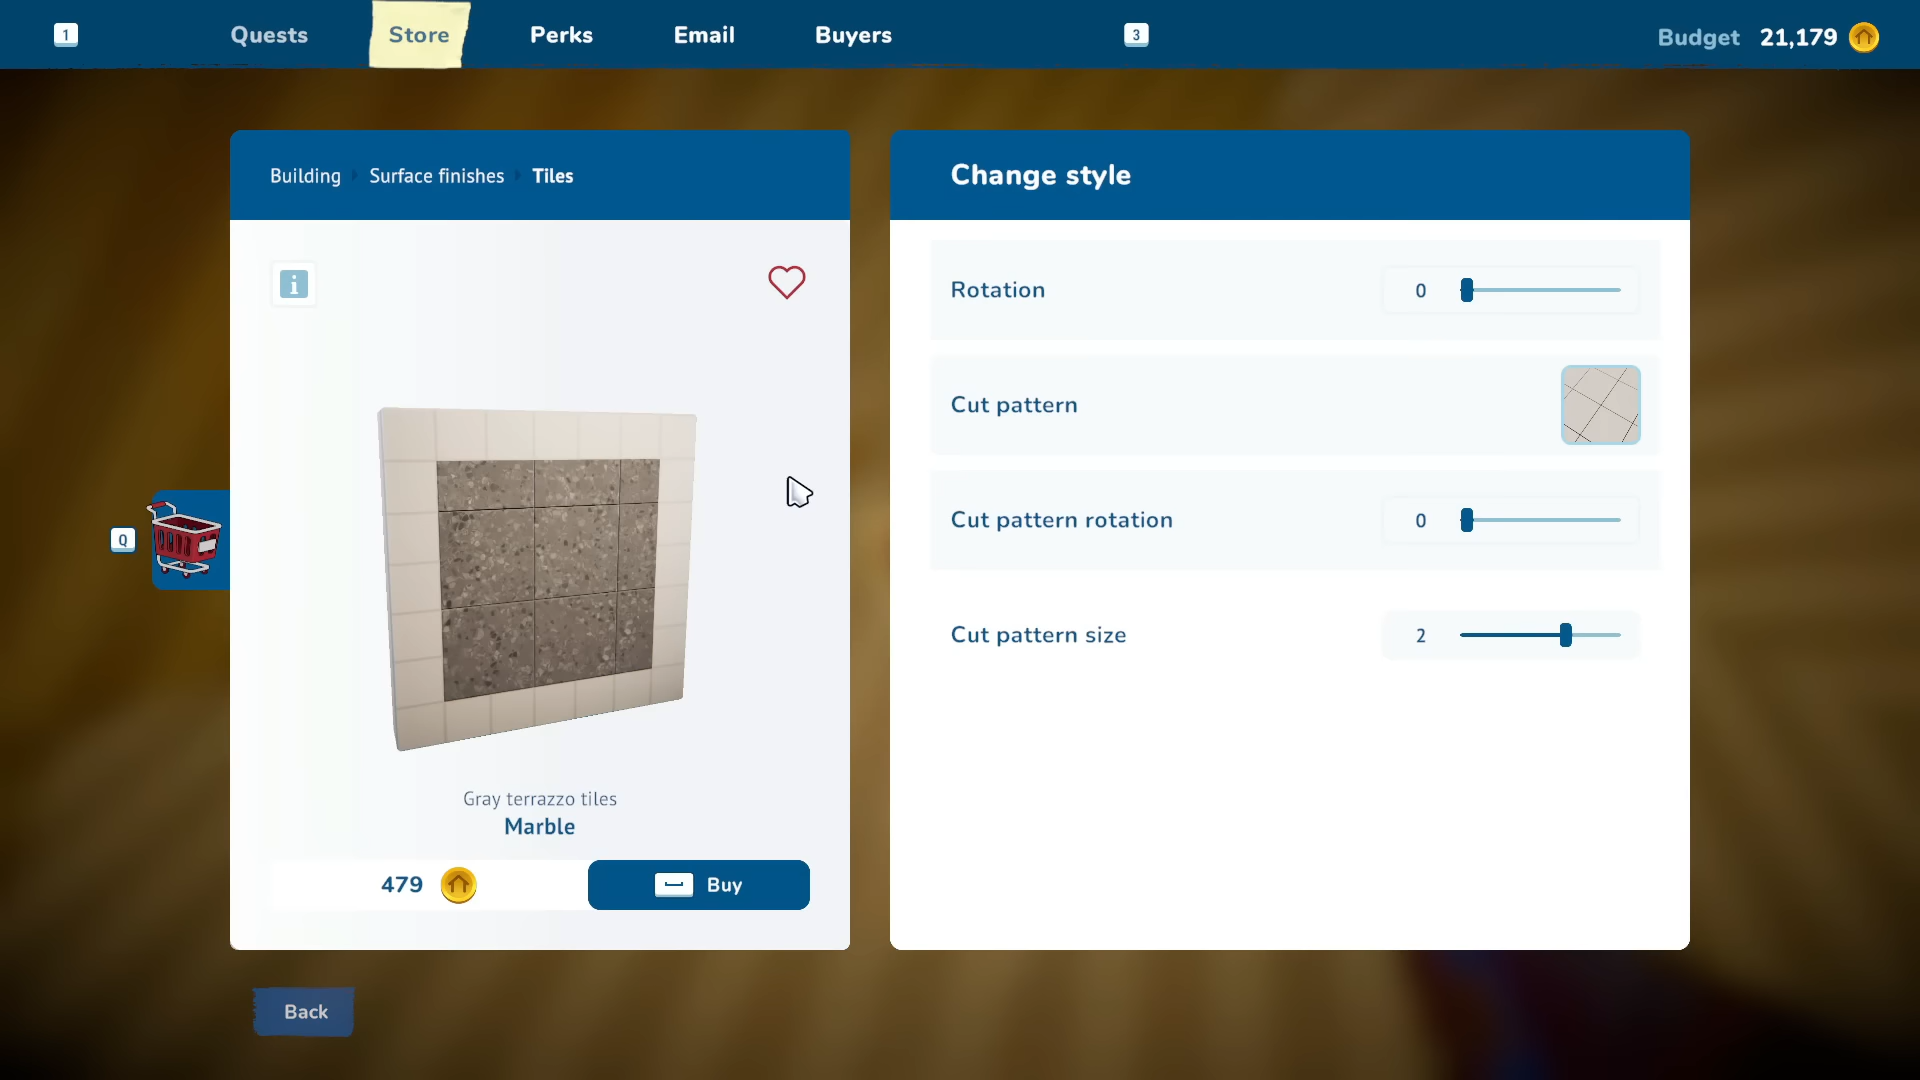 1
Quests
Store
Perks
Email
Buyers
3
Budget 21,179
Building
Surface finishes
Tiles
i
Q
Gray terrazzo tiles
Marble
479
Buy
Back
Change style
Rotation
0
Cut pattern
Cut pattern rotation
0
Cut pattern size
2